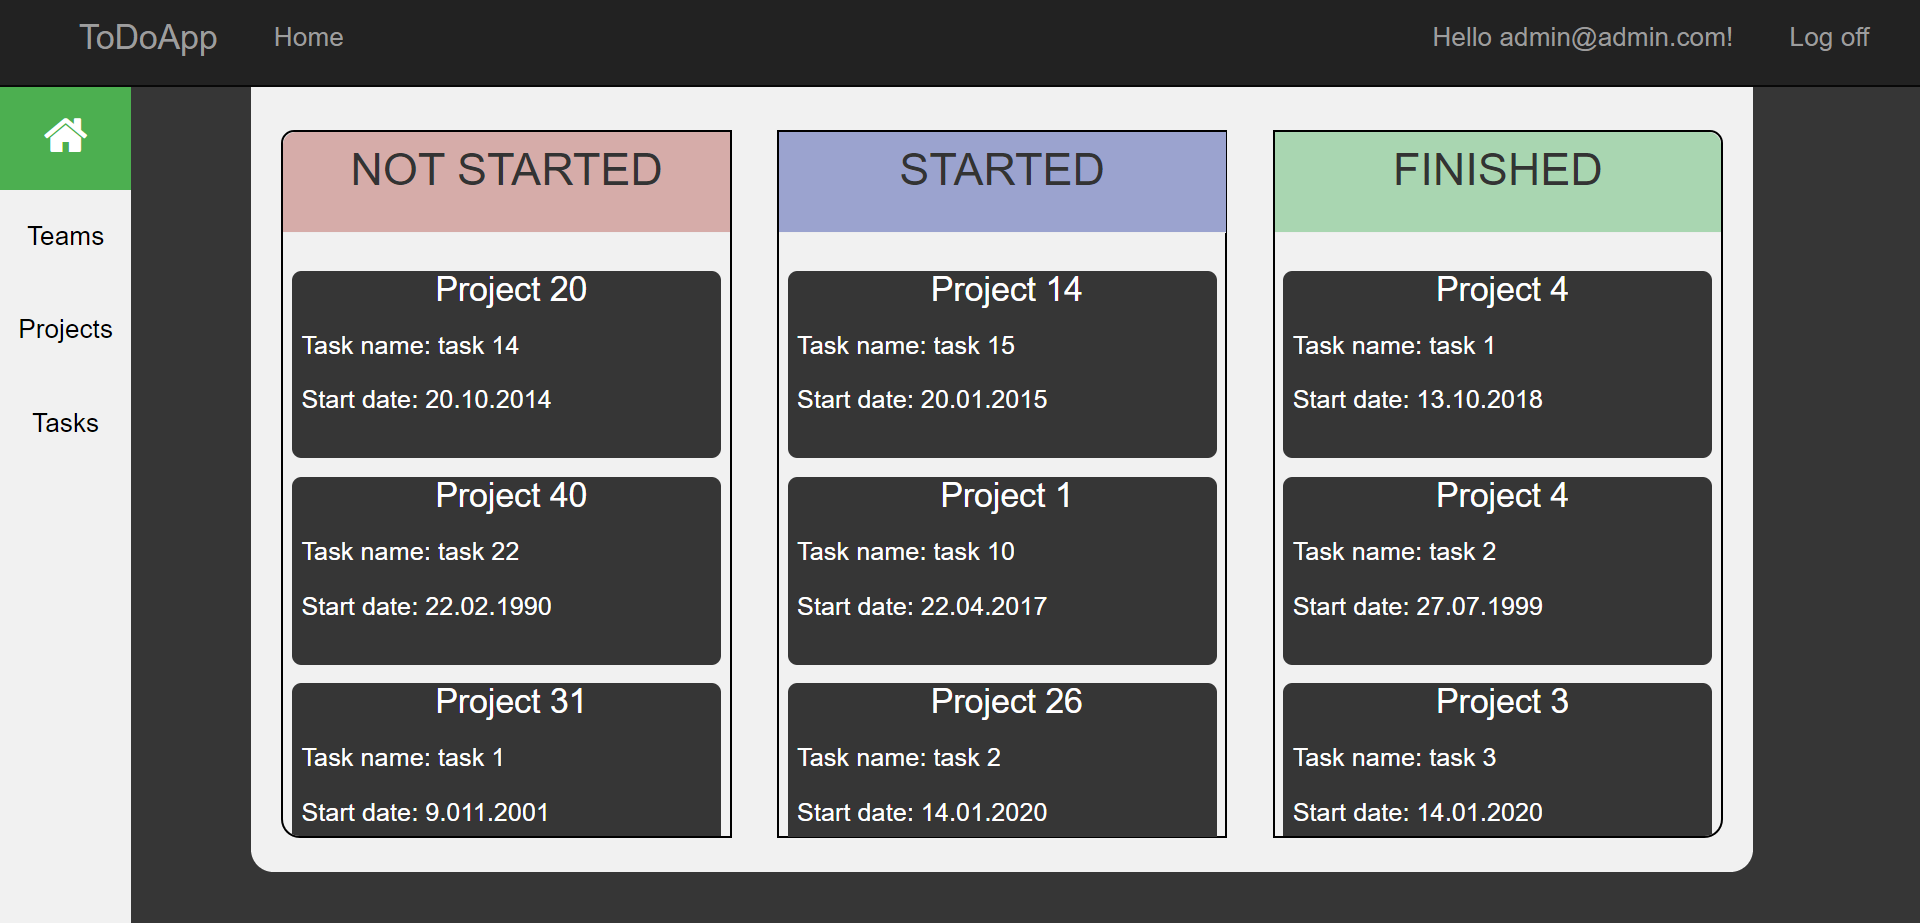 ToDoApp Home Hello admin@admin.com! Log off
Teams
Projects
Tasks
NOT STARTED
Project 20
Task name: task 14
Start date: 20.10.2014
Project 40
Task name: task 22
Start date: 22.02.1990
Project 31
Task name: task 1
Start date: 9.011.2001
STARTED
Project 14
Task name: task 15
Start date: 20.01.2015
Project 1
Task name: task 10
Start date: 22.04.2017
Project 26
Task name: task 2
Start date: 14.01.2020
FINISHED
Project 4
Task name: task 1
Start date: 13.10.2018
Project 4
Task name: task 2
Start date: 27.07.1999
Project 3
Task name: task 3
Start date: 14.01.2020